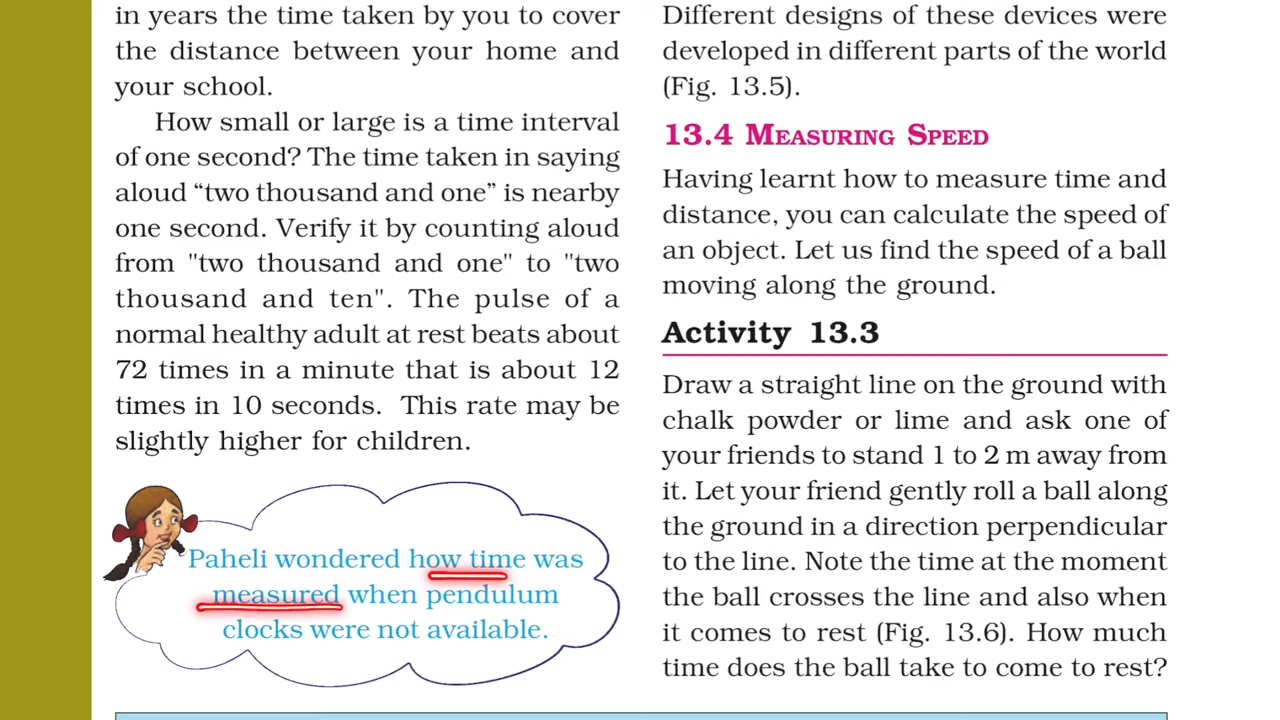 in years the time taken by you to cover
the distance between your home and
your school.
How small or large is a time interval
of one second? The time taken in saying
aloud “two thousand and one” is nearby
one second. Verify it by counting aloud
from "two thousand and one" to "two
thousand and ten". The pulse of a
normal healthy adult at rest beats about
72 times in a minute that is about 12
times in 10 seconds. This rate may be
slightly higher for children.
Paheli wondered how time was
measured when pendulum
clocks were not available.
Different designs of these devices were
developed in different parts of the world
(Fig. 13.5).
13.4 MEASURING SPEED
Having learnt how to measure time and
distance, you can calculate the speed of
an object. Let us find the speed of a ball
moving along the ground.
Activity 13.3
Draw a straight line on the ground with
chalk powder or lime and ask one of
your friends to stand 1 to 2 m away from
it. Let your friend gently roll a ball along
the ground in a direction perpendicular
to the line. Note the time at the moment
the ball crosses the line and also when
it comes to rest (Fig. 13.6). How much
time does the ball take to come to rest?